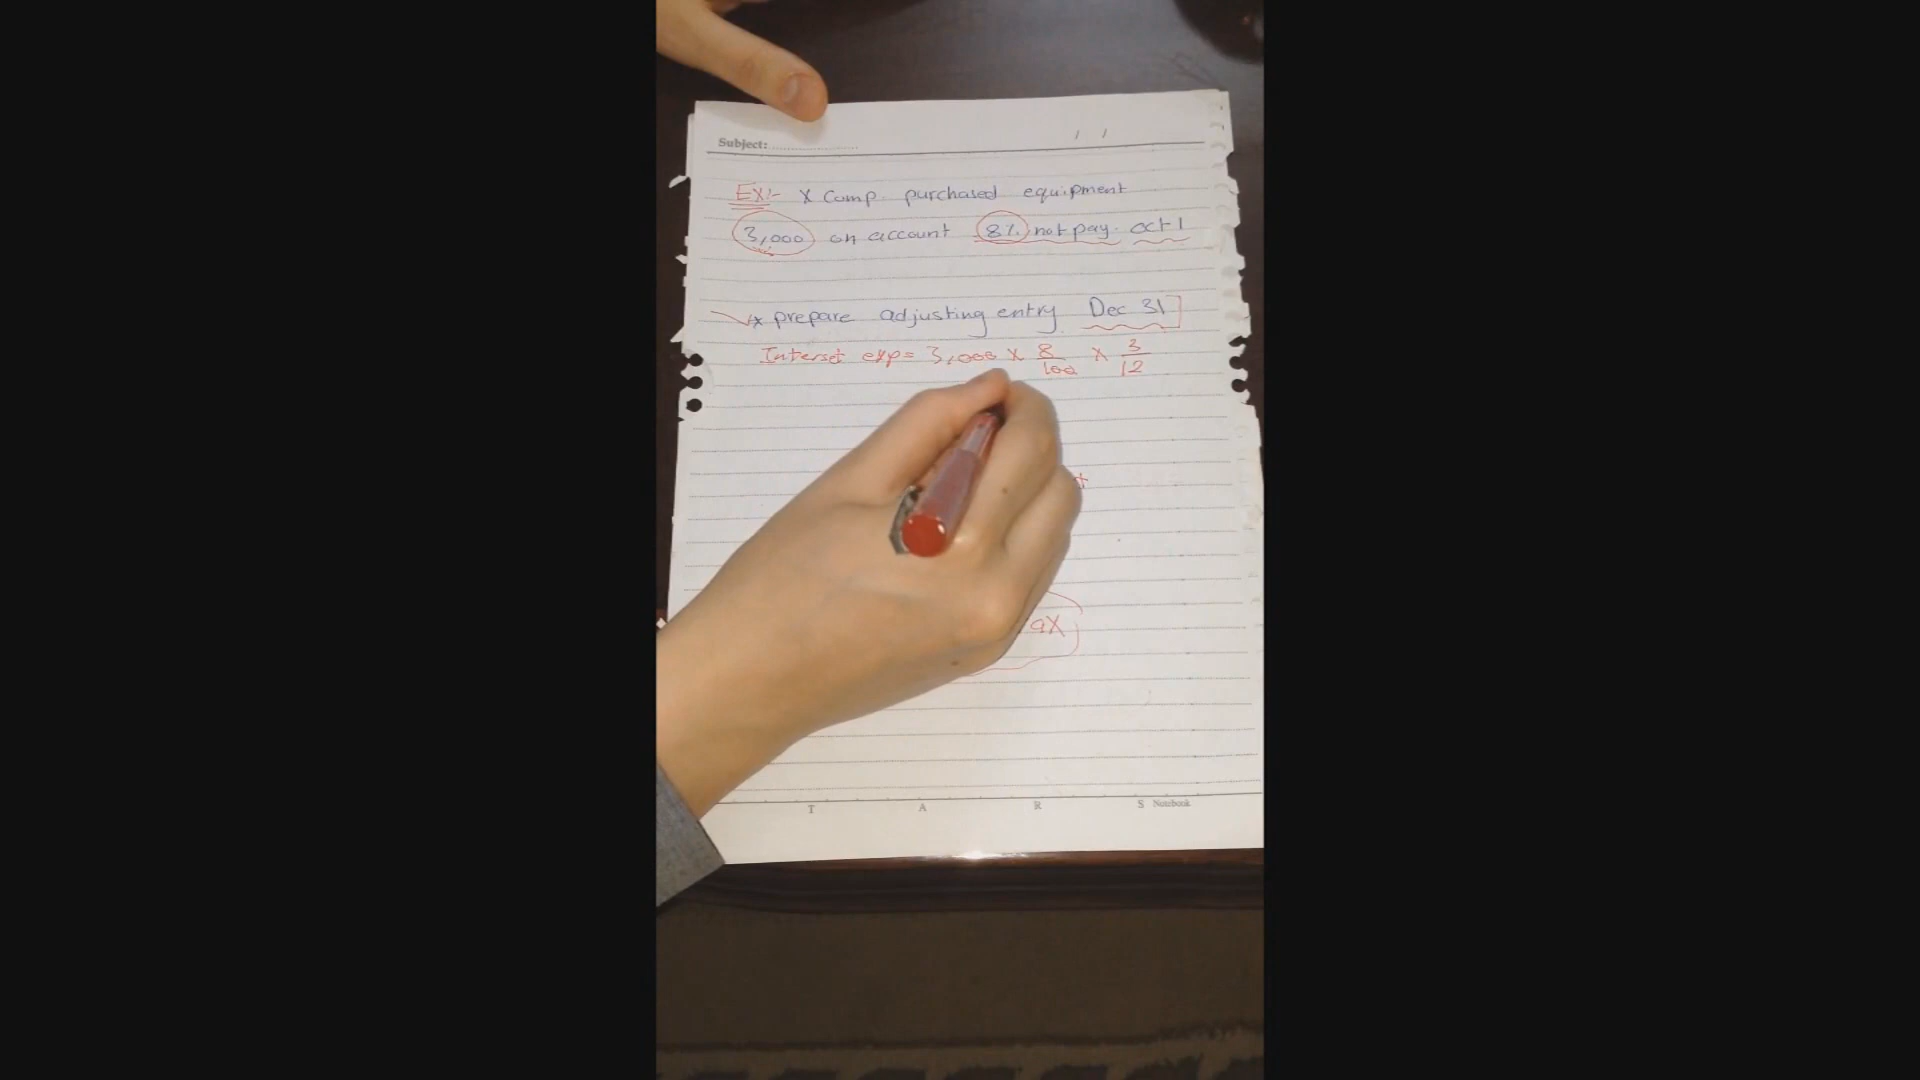 Subject:
/ /
Ex:- X Comp. purchased equipment
3,000 on account 8% not pay. oct 1
* prepare adjusting entry Dec 31
Interset exp = 3,000 X 8/100 X 3/12
T A R S Notebook